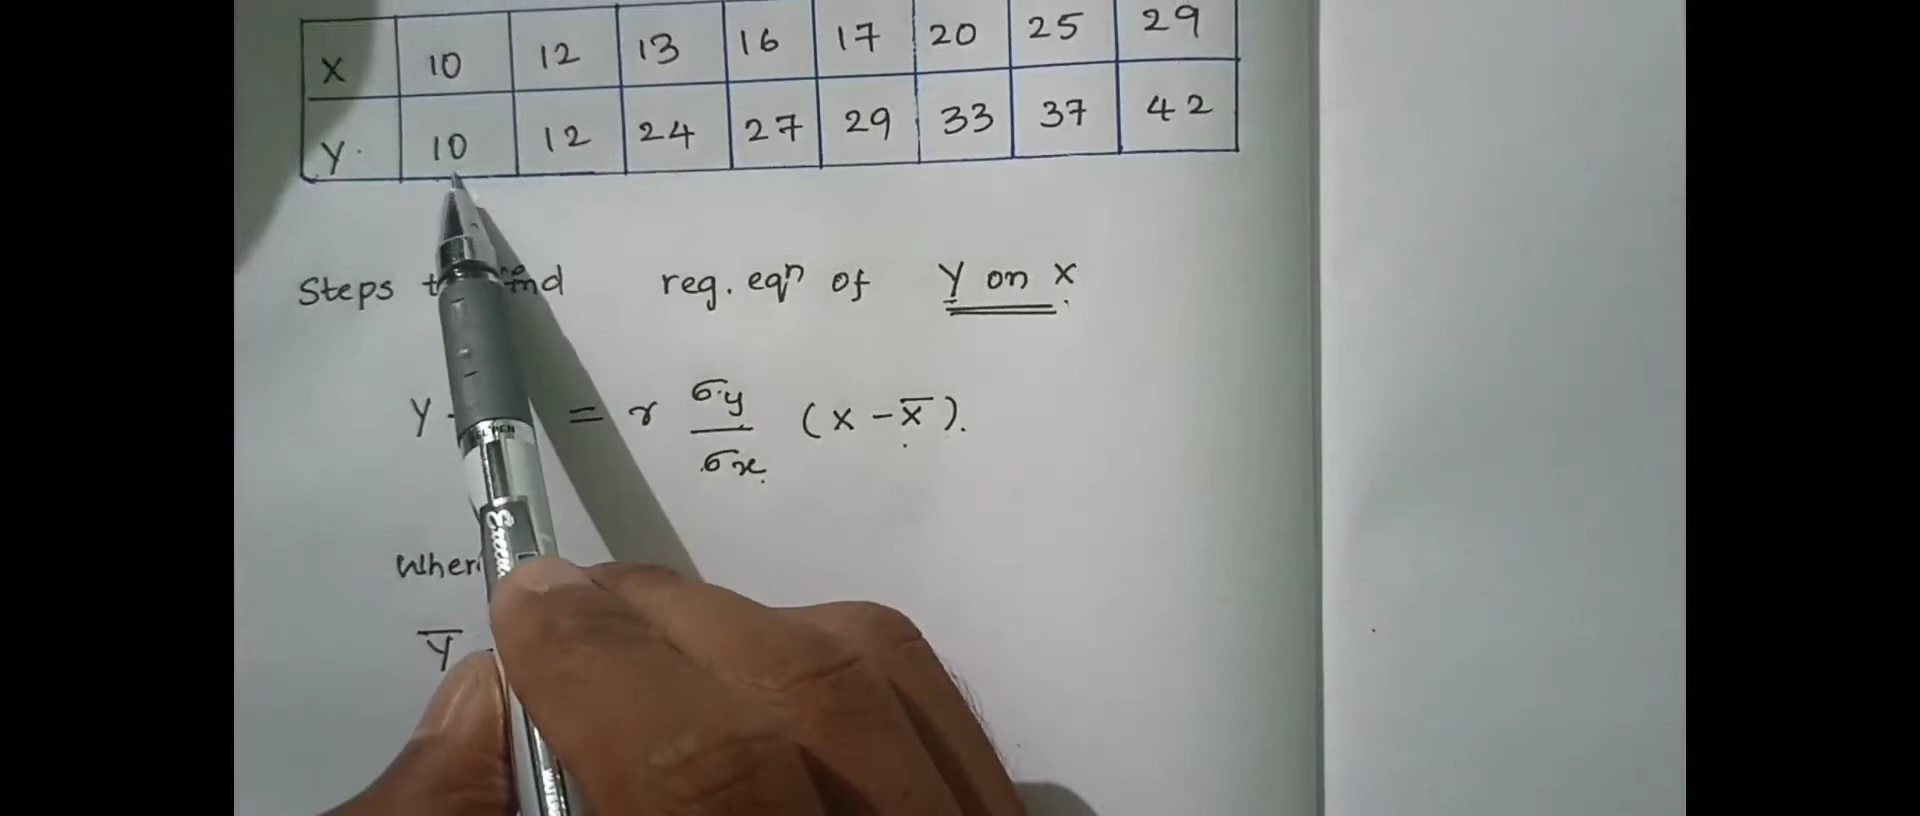 X 10 12 13 16 17 20 25 29
Y 10 12 24 27 29 33 37 42
Steps reg. eqⁿ of Y on X
Y = r σy/σx (x - x̄).
Y̅